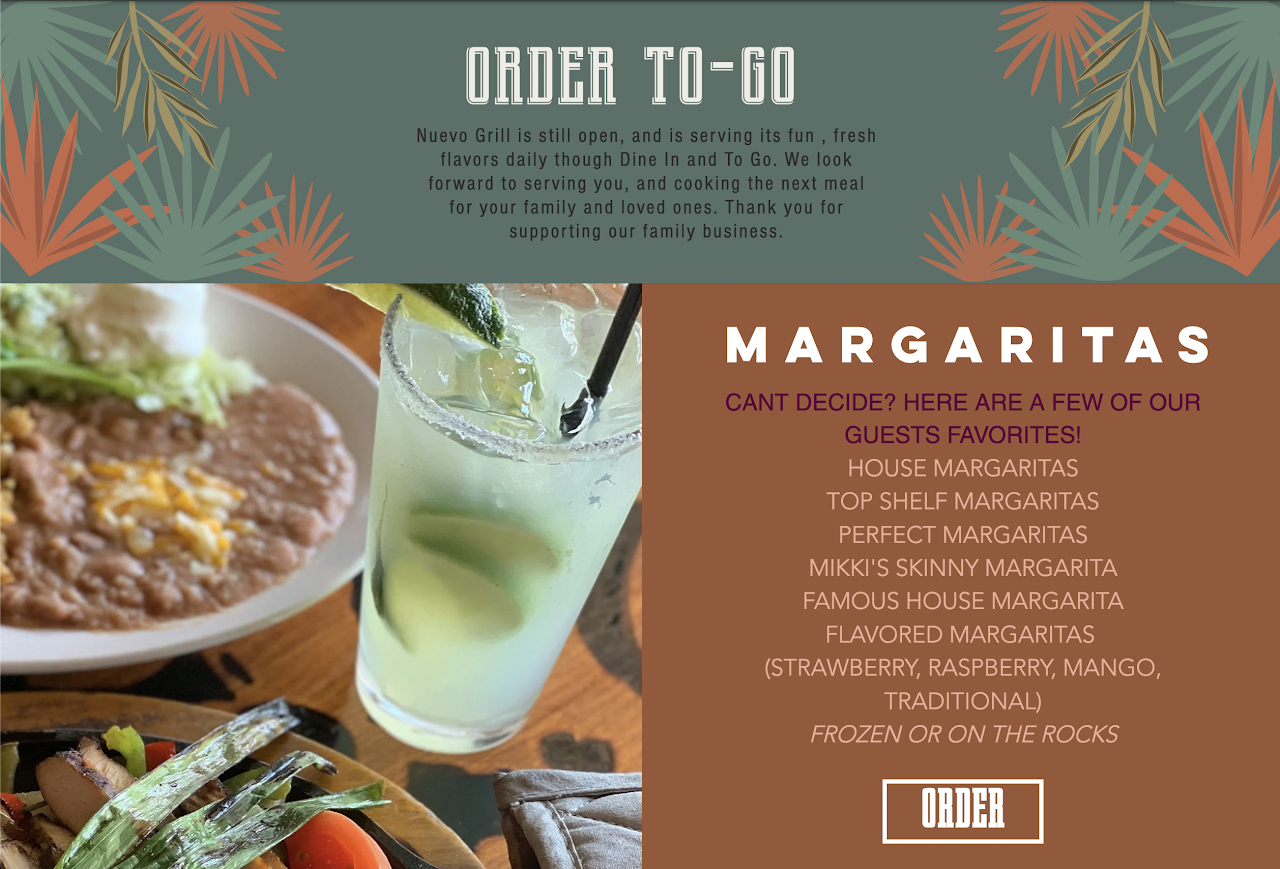 ORDER TO-GO
Nuevo Grill is still open, and is serving its fun , fresh
flavors daily though Dine In and To Go. We look
forward to serving you, and cooking the next meal
for your family and loved ones. Thank you for
supporting our family business.
MARGARITAS
CANT DECIDE? HERE ARE A FEW OF OUR
GUESTS FAVORITES!
HOUSE MARGARITAS
TOP SHELF MARGARITAS
PERFECT MARGARITAS
MIKKI'S SKINNY MARGARITA
FAMOUS HOUSE MARGARITA
FLAVORED MARGARITAS
(STRAWBERRY, RASPBERRY, MANGO,
TRADITIONAL)
FROZEN OR ON THE ROCKS
ORDER